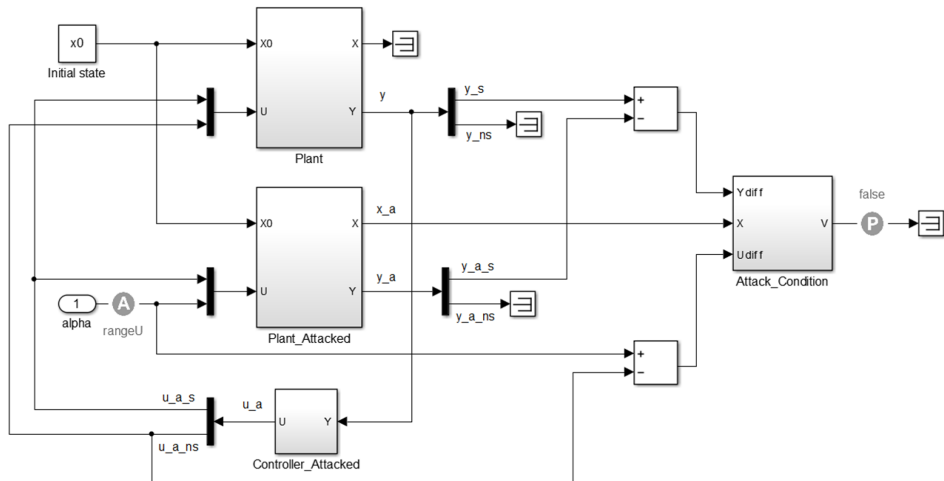 x0
Initial state
X0
X
U
Y
Plant
y
y_s
y_ns
+
−
X0
X
U
Y
Plant_Attacked
x_a
y_a
y_a_s
y_a_ns
1
alpha
A
rangeU
Ydiff
X
Udiff
V
Attack_Condition
false
P
+
−
u_a_s
u_a
u_a_ns
U
Y
Controller_Attacked